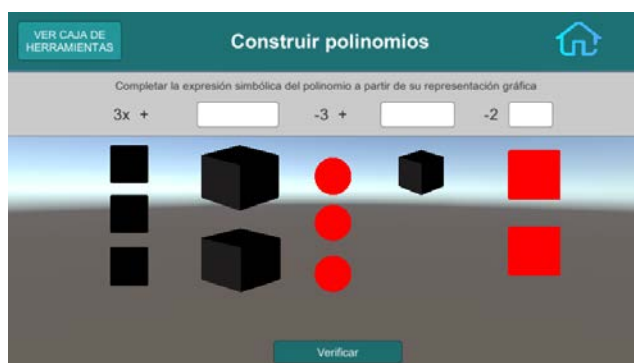 VER CAJA DE
HERRAMIENTAS
Construir polinomios
Completar la expresión simbólica del polinomio a partir de su representación gráfica
3x + -3 + -2
Verificar